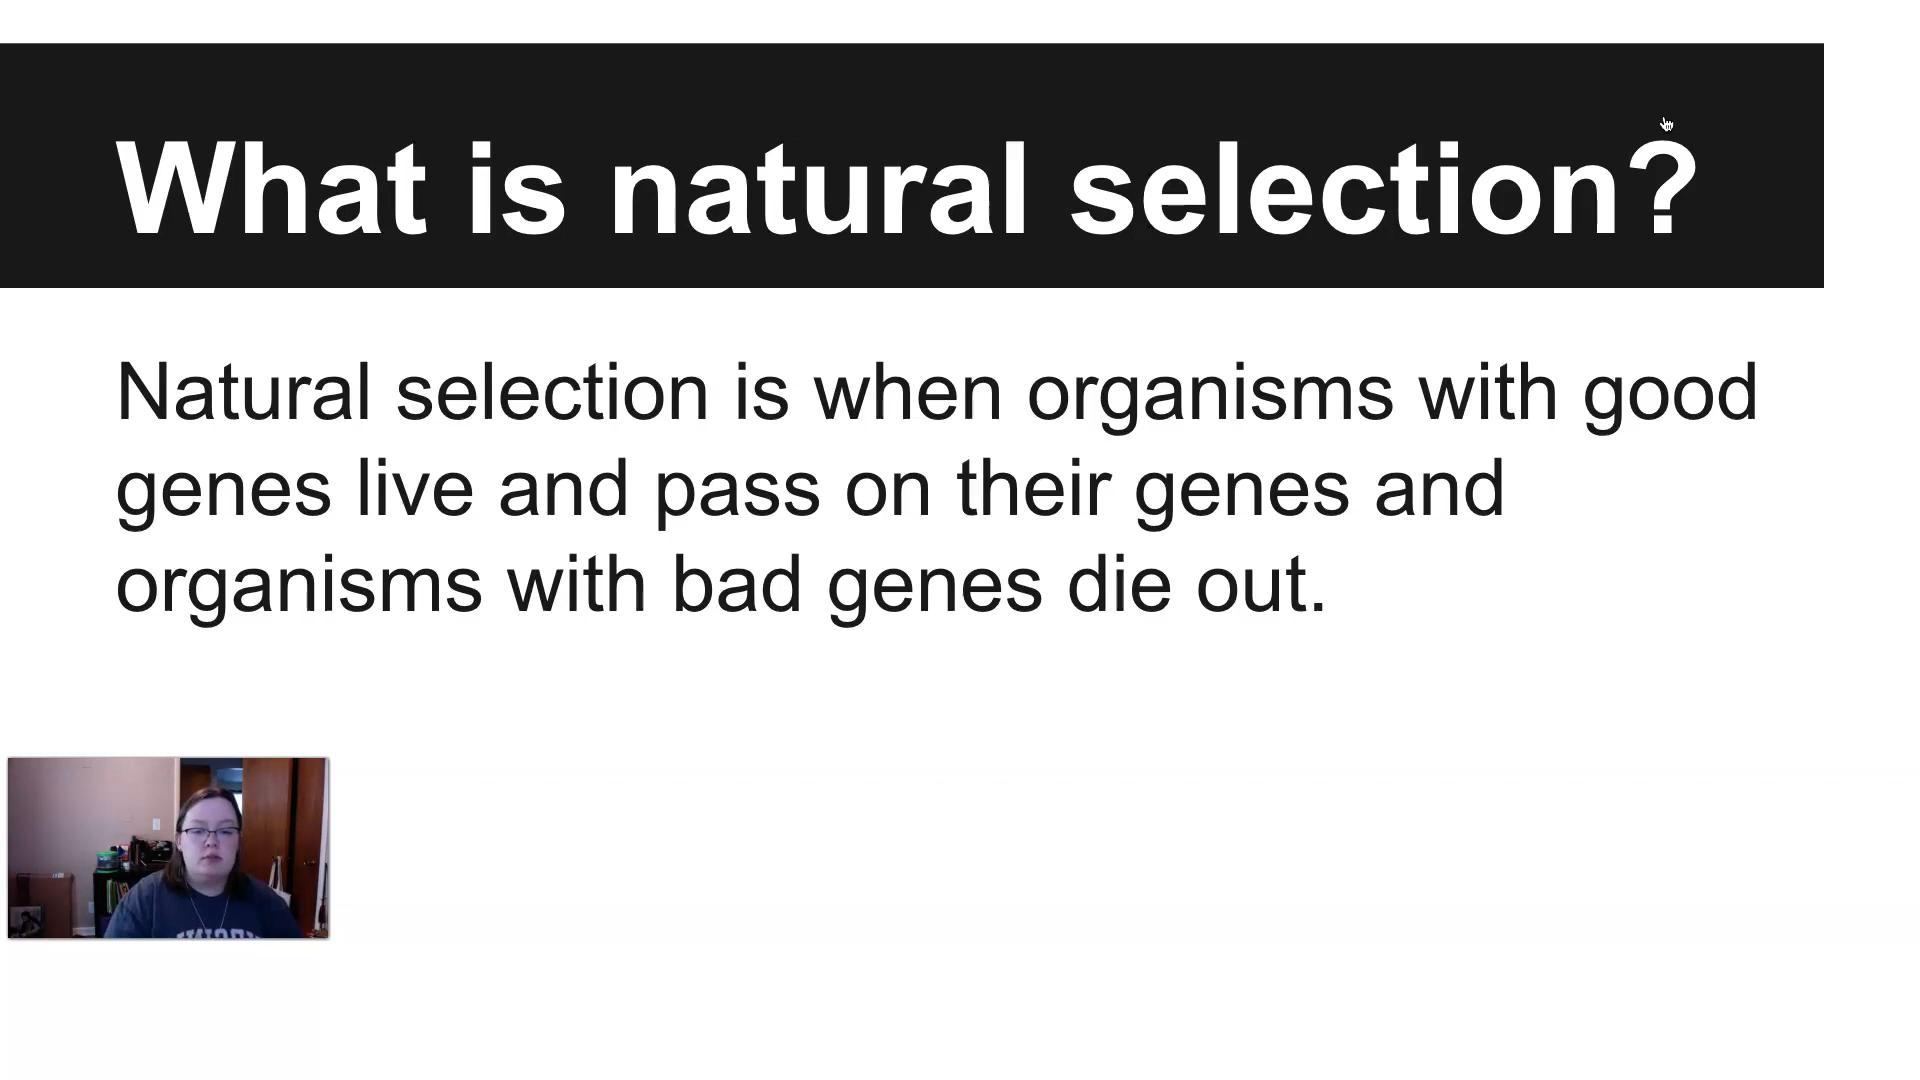 What is natural selection?
Natural selection is when organisms with good
genes live and pass on their genes and
organisms with bad genes die out.